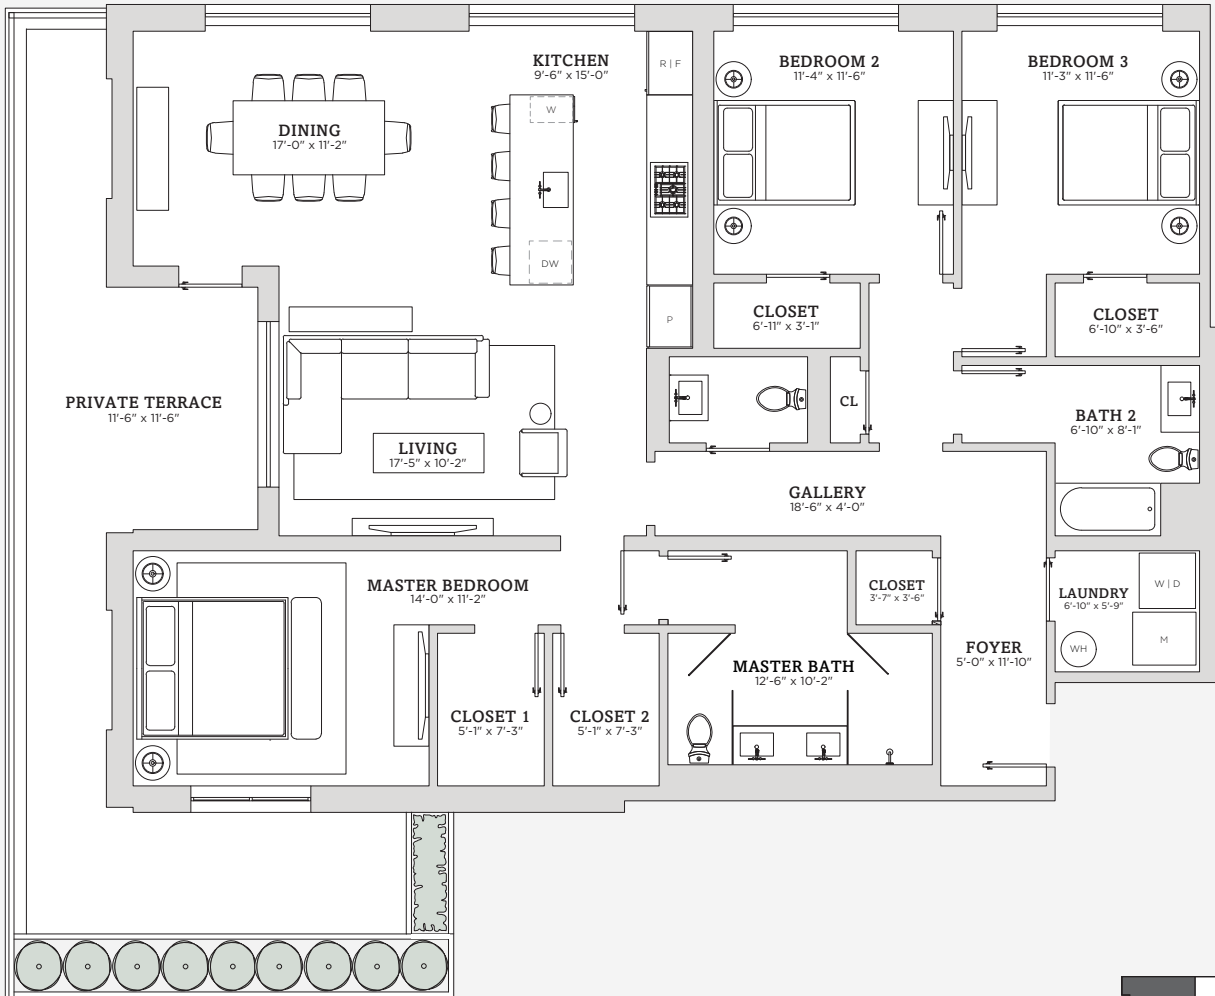 KITCHEN
9'-6" x 15'-0"
R | F
BEDROOM 2
11'-4" x 11'-6"
BEDROOM 3
11'-3" x 11'-6"
W
DINING
17'-0" x 11'-2"
DW
CLOSET
6'-11" x 3'-1"
CLOSET
6'-10" x 3'-6"
P
PRIVATE TERRACE
11'-6" x 11'-6"
CL
BATH 2
6'-10" x 8'-1"
LIVING
17'-5" x 10'-2"
GALLERY
18'-6" x 4'-0"
MASTER BEDROOM
14'-0" x 11'-2"
CLOSET
3'-7" x 3'-6"
LAUNDRY
6'-10" x 5'-9"
W | D
WH
M
FOYER
5'-0" x 11'-10"
MASTER BATH
12'-6" x 10'-2"
CLOSET 1
5'-1" x 7'-3"
CLOSET 2
5'-1" x 7'-3"